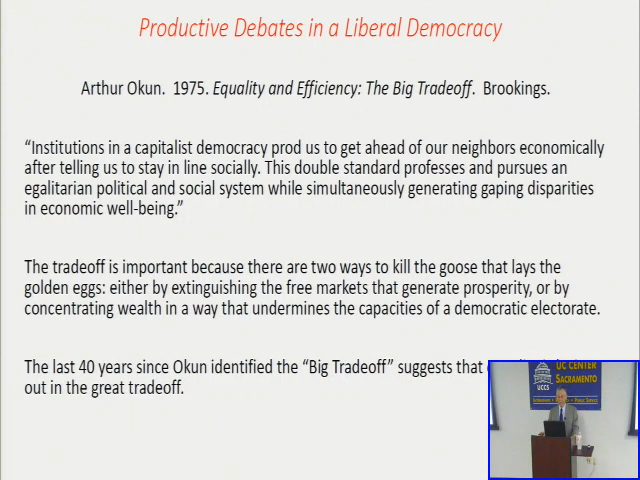 Productive Debates in a Liberal Democracy
Arthur Okun. 1975. Equality and Efficiency: The Big Tradeoff. Brookings.
“Institutions in a capitalist democracy prod us to get ahead of our neighbors economically
after telling us to stay in line socially. This double standard professes and pursues an
egalitarian political and social system while simultaneously generating gaping disparities
in economic well-being.”
The tradeoff is important because there are two ways to kill the goose that lays the
golden eggs: either by extinguishing the free markets that generate prosperity, or by
concentrating wealth in a way that undermines the capacities of a democratic electorate.
The last 40 years since Okun identified the “Big Tradeoff” suggests that
out in the great tradeoff.
UC CENTER
SACRAMENTO
UCCS